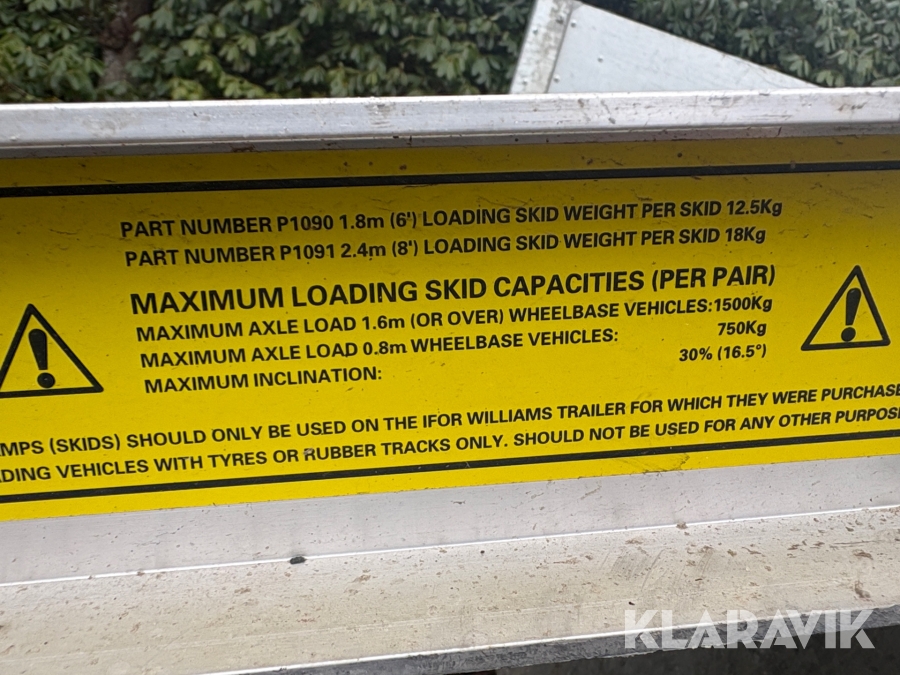 PART NUMBER P1090 1.8m (6') LOADING SKID WEIGHT PER SKID 12.5Kg
PART NUMBER P1091 2.4m (8') LOADING SKID WEIGHT PER SKID 18Kg
MAXIMUM LOADING SKID CAPACITIES (PER PAIR)
MAXIMUM AXLE LOAD 1.6m (OR OVER) WHEELBASE VEHICLES:1500Kg
MAXIMUM AXLE LOAD 0.8m WHEELBASE VEHICLES: 750Kg
MAXIMUM INCLINATION: 30% (16.5°)
AMPS (SKIDS) SHOULD ONLY BE USED ON THE IFOR WILLIAMS TRAILER FOR WHICH THEY WERE PURCHASE
ADING VEHICLES WITH TYRES OR RUBBER TRACKS ONLY. SHOULD NOT BE USED FOR ANY OTHER PURPOS
KLARAVIK